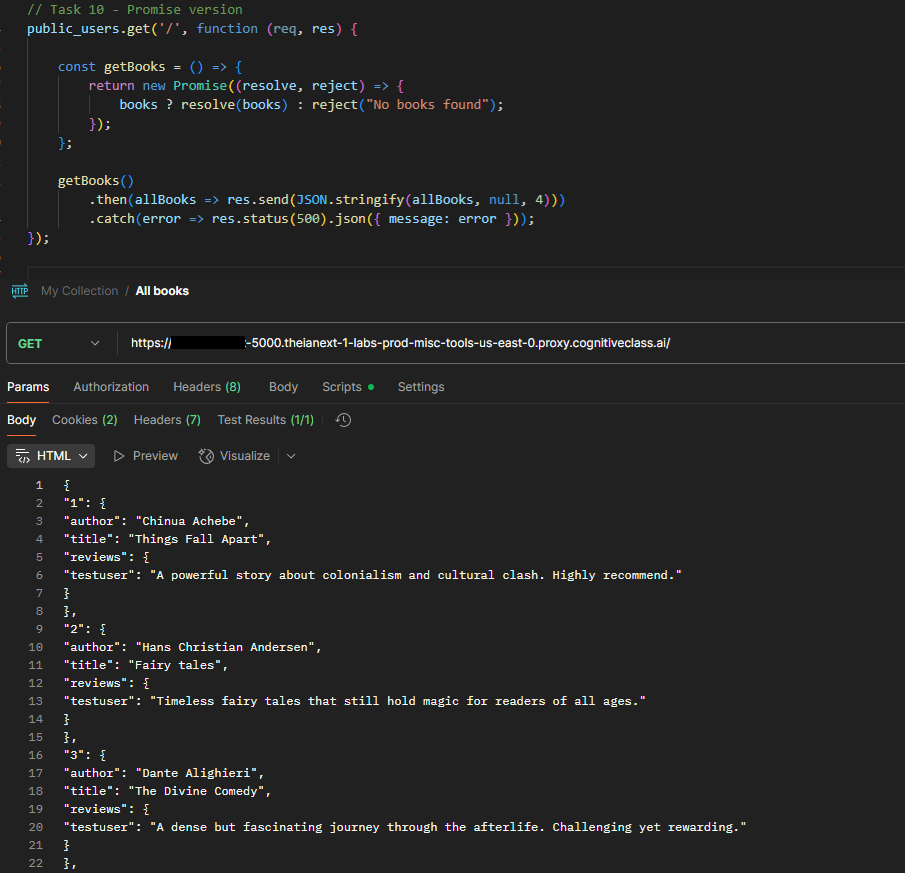 // Task 10 - Promise version
public_users.get('/', function (req, res) {
const getBooks = () => {
return new Promise((resolve, reject) => {
books ? resolve(books) : reject("No books found");
});
};
getBooks()
.then(allBooks => res.send(JSON.stringify(allBooks, null, 4)))
.catch(error => res.status(500).json({ message: error }));
});
HTTP My Collection / All books
GET https://-5000.theianext-1-labs-prod-misc-tools-us-east-0.proxy.cognitiveclass.ai/
Params Authorization Headers (8) Body Scripts Settings
Body Cookies (2) Headers (7) Test Results (1/1)
HTML Preview Visualize
1 {
2 "1": {
3 "author": "Chinua Achebe",
4 "title": "Things Fall Apart",
5 "reviews": {
6 "testuser": "A powerful story about colonialism and cultural clash. Highly recommend."
7 }
8 },
9 "2": {
10 "author": "Hans Christian Andersen",
11 "title": "Fairy tales",
12 "reviews": {
13 "testuser": "Timeless fairy tales that still hold magic for readers of all ages."
14 }
15 },
16 "3": {
17 "author": "Dante Alighieri",
18 "title": "The Divine Comedy",
19 "reviews": {
20 "testuser": "A dense but fascinating journey through the afterlife. Challenging yet rewarding."
21 }
22 },